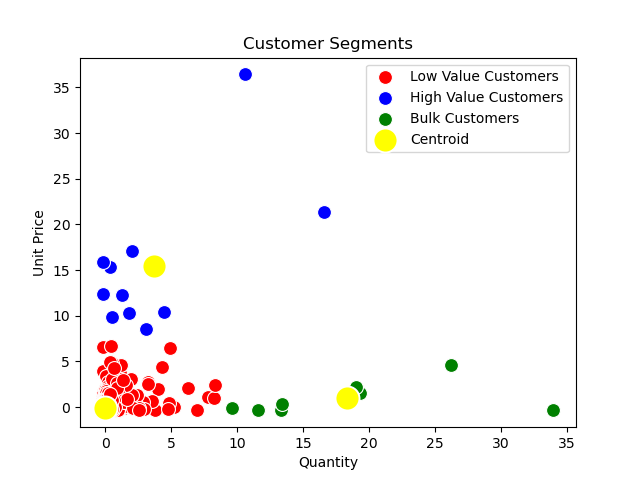 Customer Segments
Low Value Customers
High Value Customers
Bulk Customers
Centroid
Unit Price
35
30
25
20
15
10
5
0
0 5 10 15 20 25 30 35
Quantity